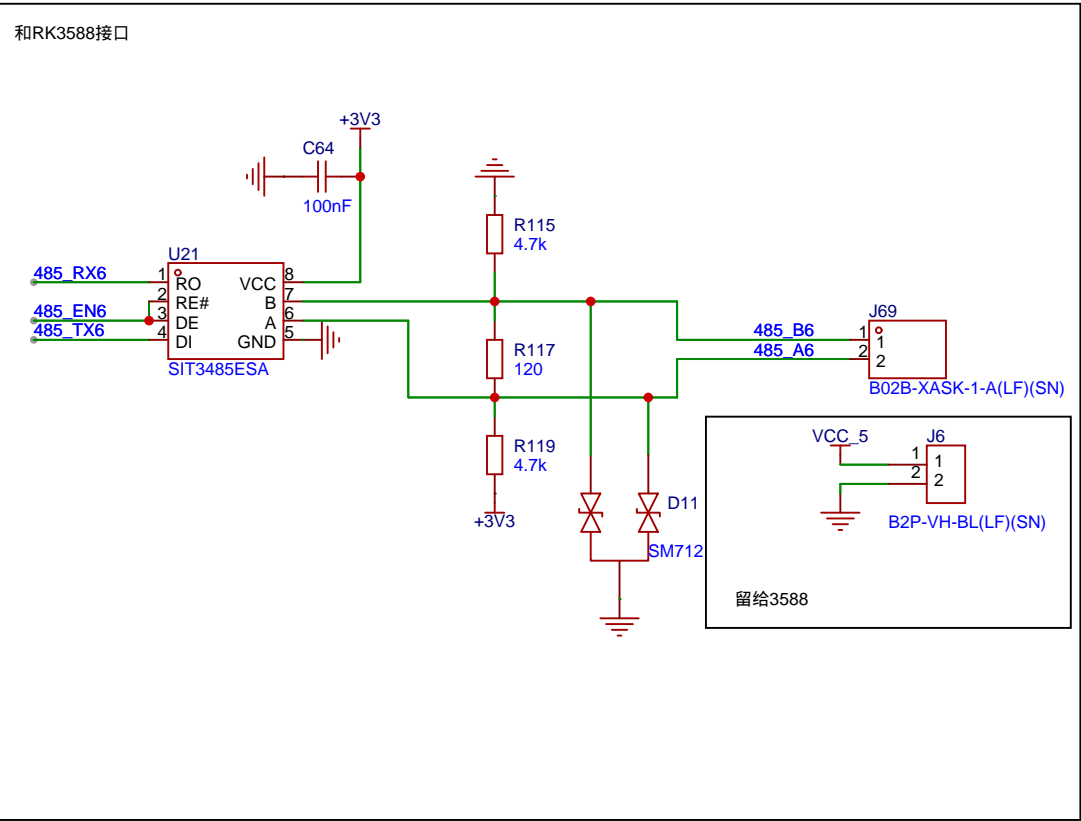 和RK3588接口
+3V3
C64
100nF
R115
4.7k
U21
485_RX6
1
RO
VCC
8
2
RE#
B
7
485_EN6
3
DE
A
6
485_TX6
4
DI
GND
5
SIT3485ESA
R117
120
R119
4.7k
+3V3
D11
SM712
J69
485_B6
1
1
485_A6
2
2
B02B-XASK-1-A(LF)(SN)
VCC_5
J6
1
1
2
2
B2P-VH-BL(LF)(SN)
留给3588